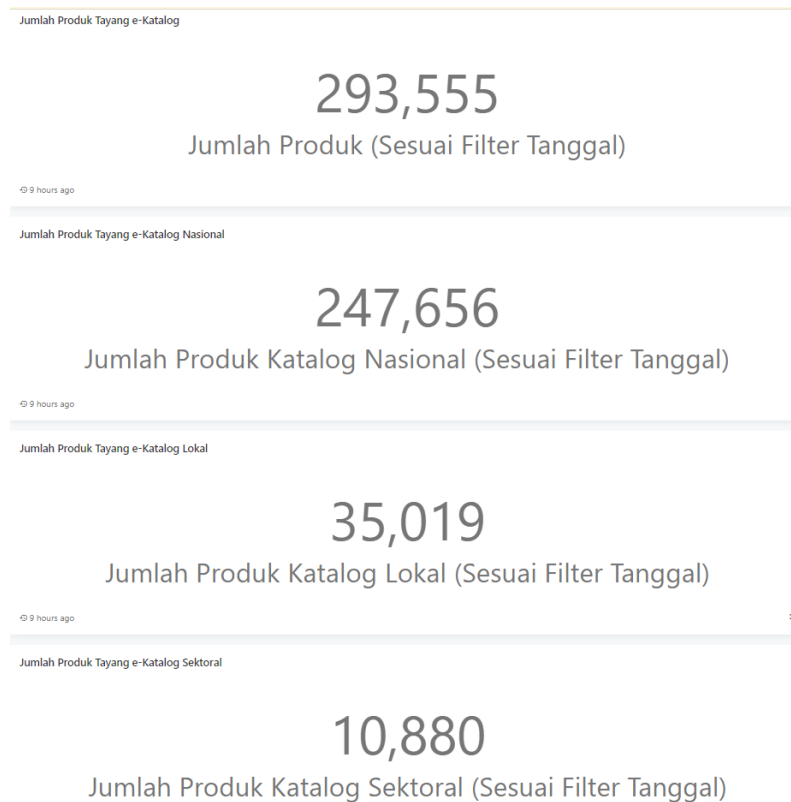 Jumlah Produk Tayang e-Katalog
293,555
Jumlah Produk (Sesuai Filter Tanggal)
9 hours ago
Jumlah Produk Tayang e-Katalog Nasional
247,656
Jumlah Produk Katalog Nasional (Sesuai Filter Tanggal)
9 hours ago
Jumlah Produk Tayang e-Katalog Lokal
35,019
Jumlah Produk Katalog Lokal (Sesuai Filter Tanggal)
9 hours ago
Jumlah Produk Tayang e-Katalog Sektoral
10,880
Jumlah Produk Katalog Sektoral (Sesuai Filter Tanggal)